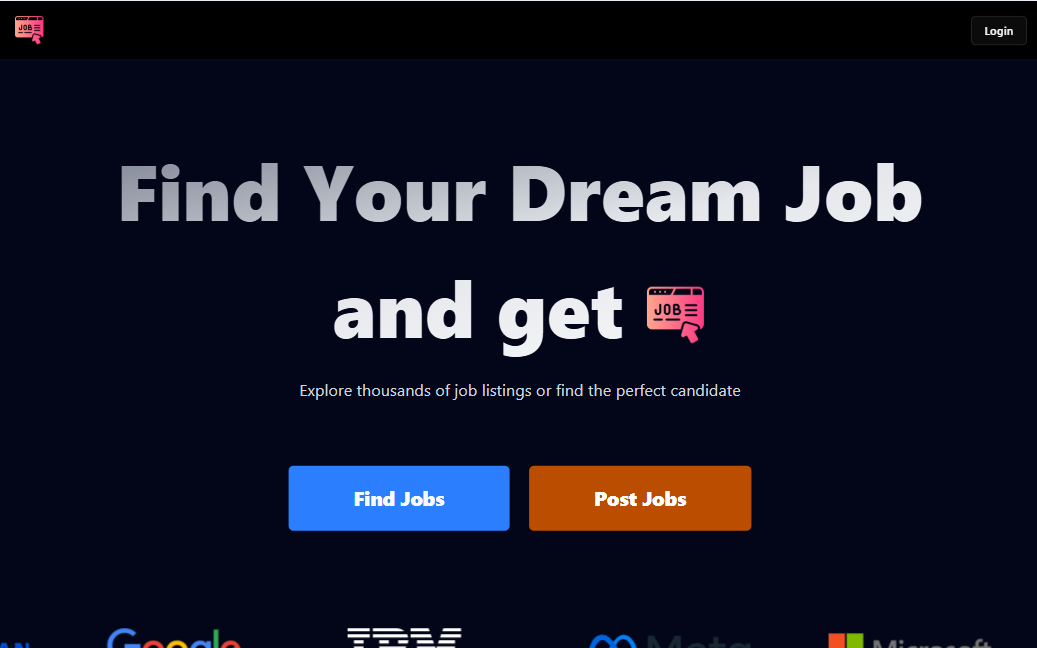 JOB
Login
Find Your Dream Job
and get JOB
Explore thousands of job listings or find the perfect candidate
Find Jobs
Post Jobs
AN Google IBM Meta Microsoft